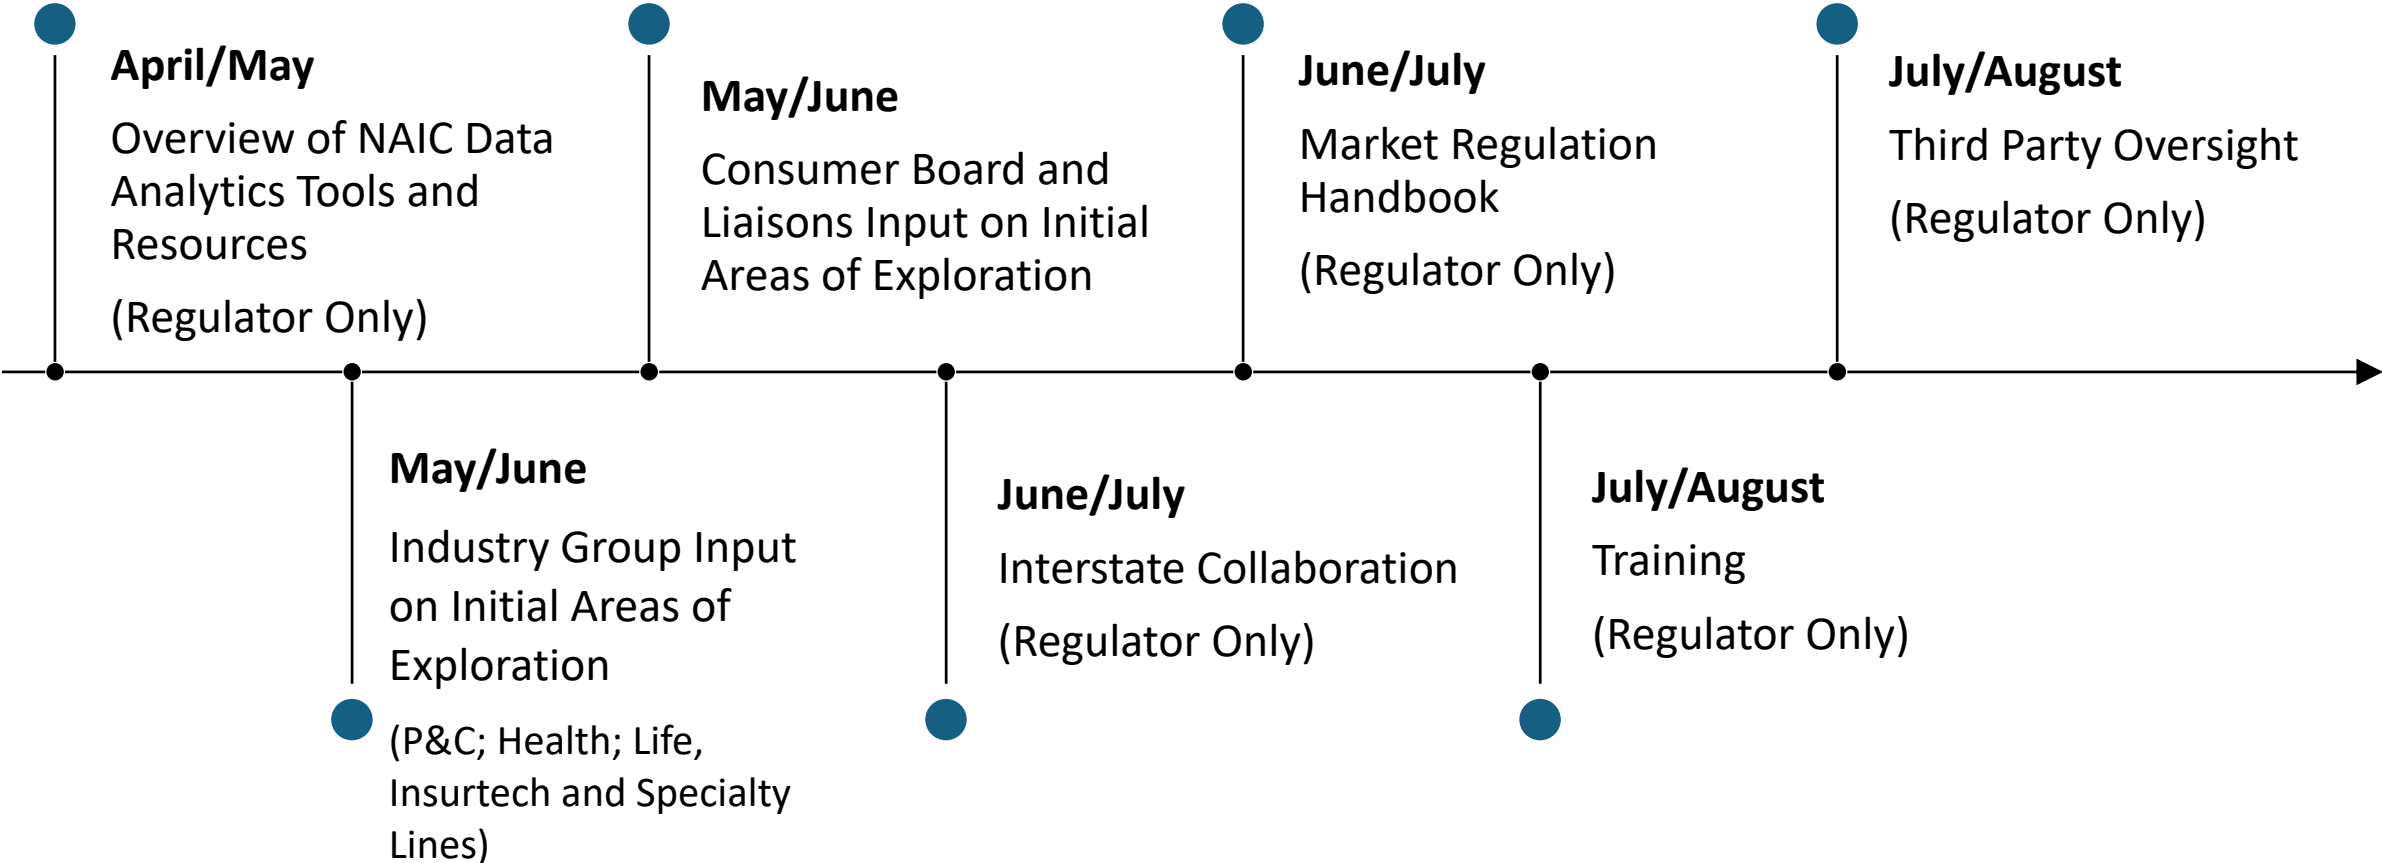 April/May
Overview of NAIC Data
Analytics Tools and
Resources
(Regulator Only)
May/June
Industry Group Input
on Initial Areas of
Exploration
(P&C; Health; Life,
Insurtech and Specialty
Lines)
May/June
Consumer Board and
Liaisons Input on Initial
Areas of Exploration
June/July
Interstate Collaboration
(Regulator Only)
June/July
Market Regulation
Handbook
(Regulator Only)
July/August
Training
(Regulator Only)
July/August
Third Party Oversight
(Regulator Only)